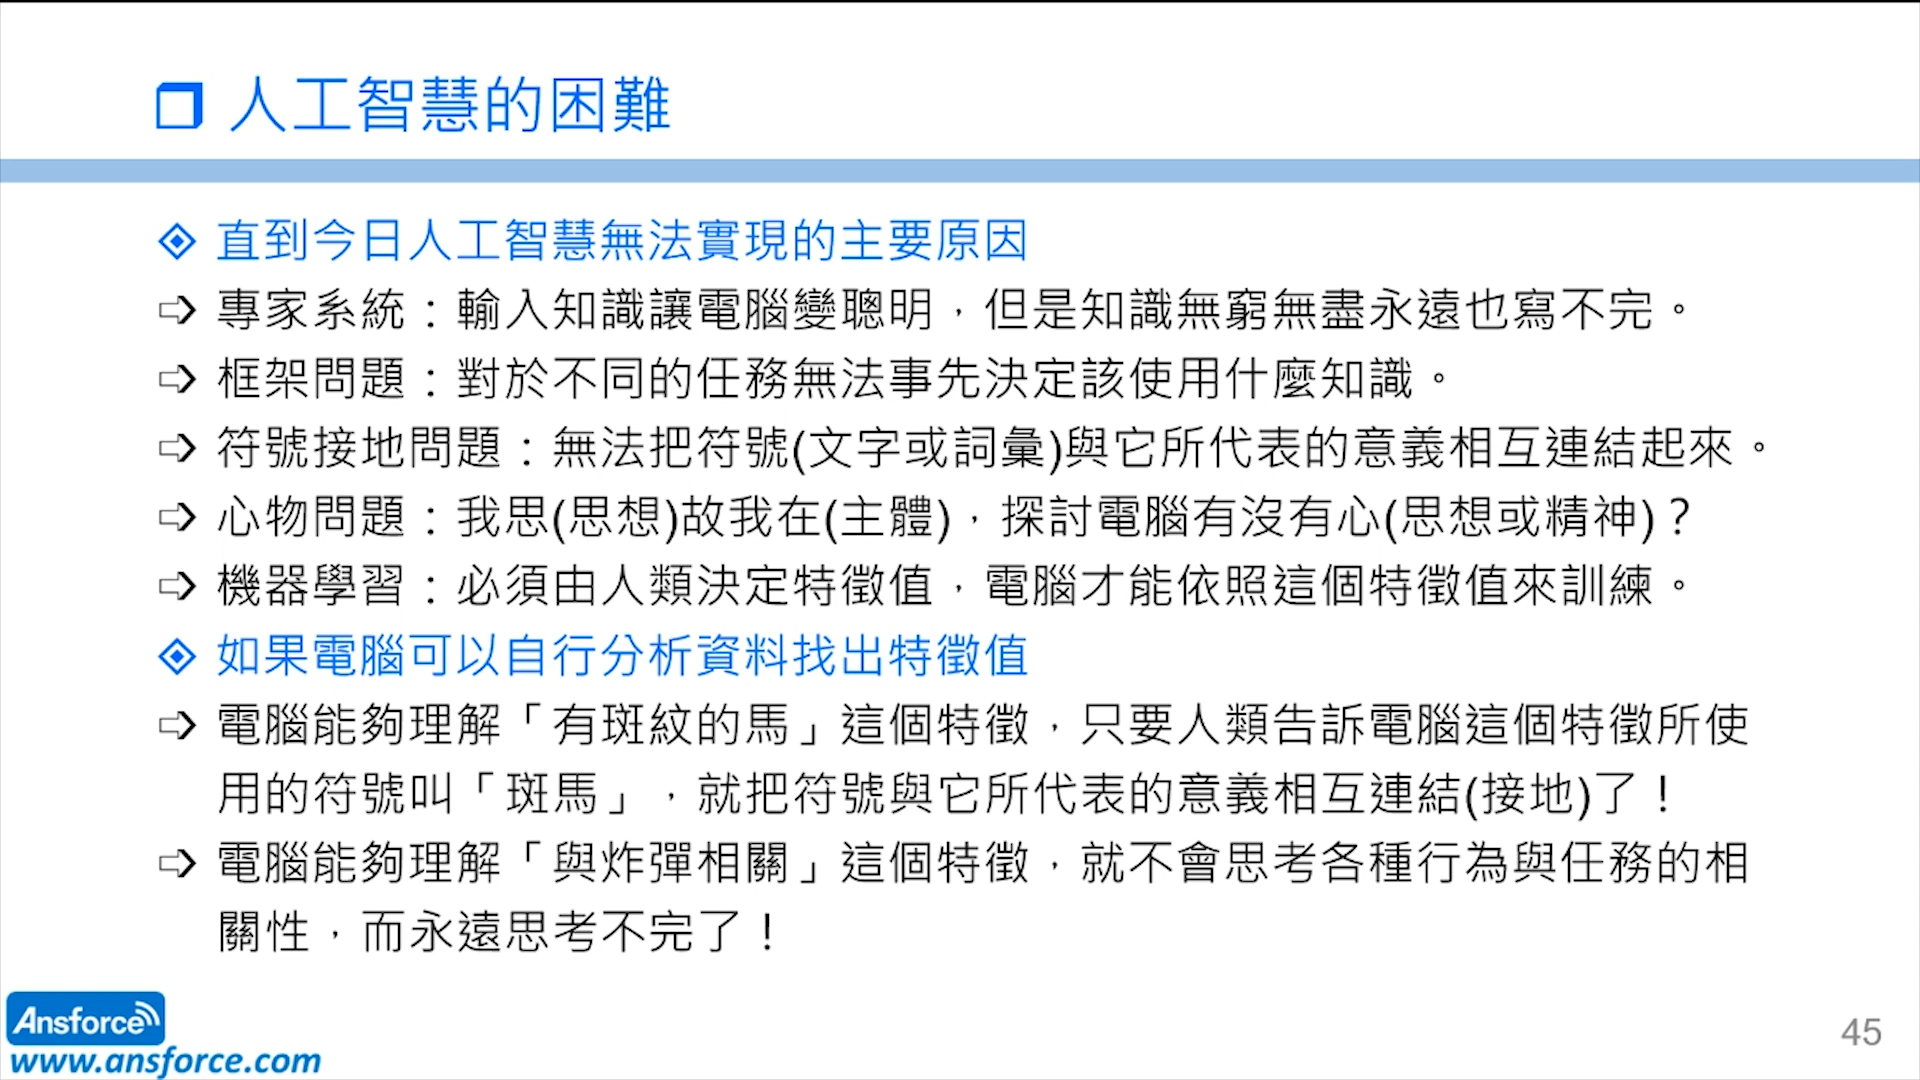 人工智慧的困難
直到今日人工智慧無法實現的主要原因
專家系統：輸入知識讓電腦變聰明，但是知識無窮無盡永遠也寫不完。
框架問題：對於不同的任務無法事先決定該使用什麼知識。
符號接地問題：無法把符號(文字或詞彙)與它所代表的意義相互連結起來。
心物問題：我思(思想)故我在(主體)，探討電腦有沒有心(思想或精神)？
機器學習：必須由人類決定特徵值，電腦才能依照這個特徵值來訓練。
如果電腦可以自行分析資料找出特徵值
電腦能夠理解「有斑紋的馬」這個特徵，只要人類告訴電腦這個特徵所使
用的符號叫「斑馬」，就把符號與它所代表的意義相互連結(接地)了！
電腦能夠理解「與炸彈相關」這個特徵，就不會思考各種行為與任務的相
關性，而永遠思考不完了！
Ansforce
www.ansforce.com
45